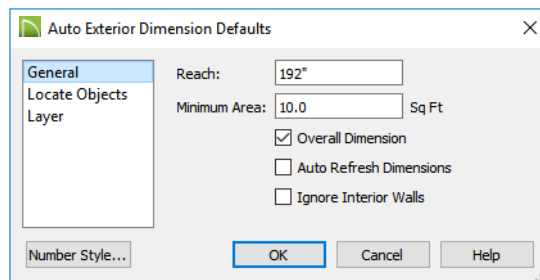 Auto Exterior Dimension Defaults
General
Locate Objects
Layer
Reach: 192"
Minimum Area: 10.0 Sq Ft
Overall Dimension
Auto Refresh Dimensions
Ignore Interior Walls
Number Style... OK Cancel Help